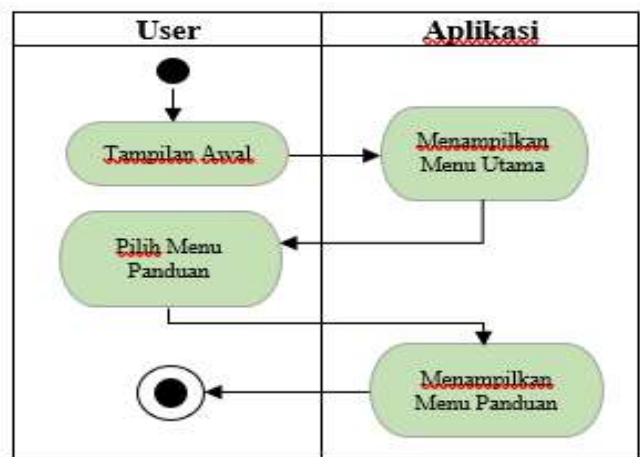 User
Aplikasi
Tampilan Awal
Menampilkan
Menu Utama
Pilih Menu
Panduan
Menampilkan
Menu Panduan